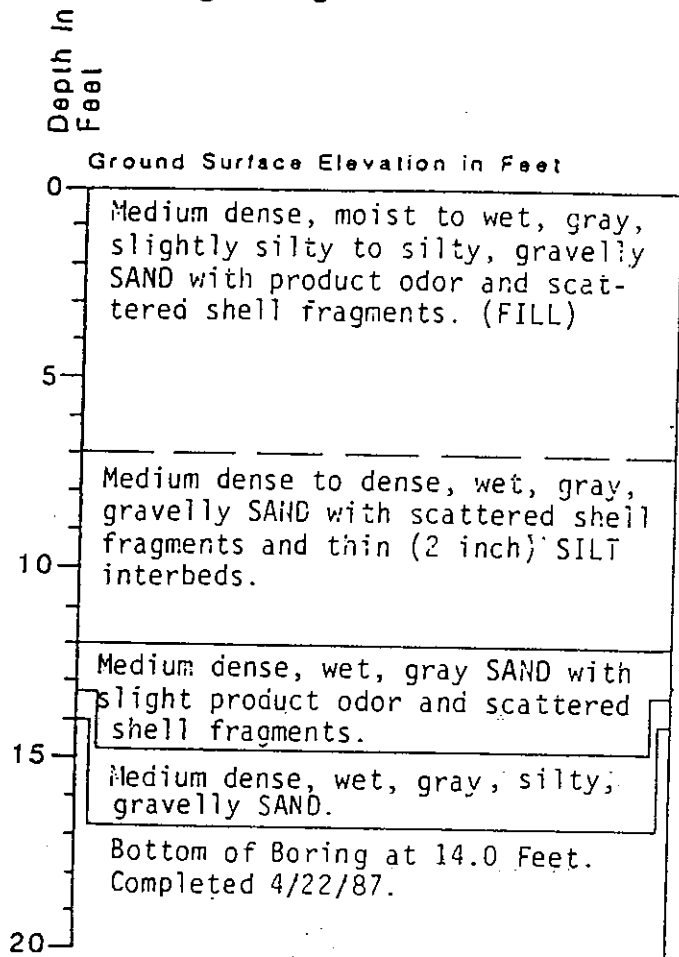 Depth In
Feet
Ground Surface Elevation in Feet
0
Medium dense, moist to wet, gray,
slightly silty to silty, gravelly
SAND with product odor and scat-
tered shell fragments. (FILL)
5
Medium dense to dense, wet, gray,
gravelly SAND with scattered shell
fragments and thin (2 inch) SILT
interbeds.
10
Medium dense, wet, gray SAND with
slight product odor and scattered
shell fragments.
15
Medium dense, wet, gray, silty,
gravelly SAND.
Bottom of Boring at 14.0 Feet.
Completed 4/22/87.
20